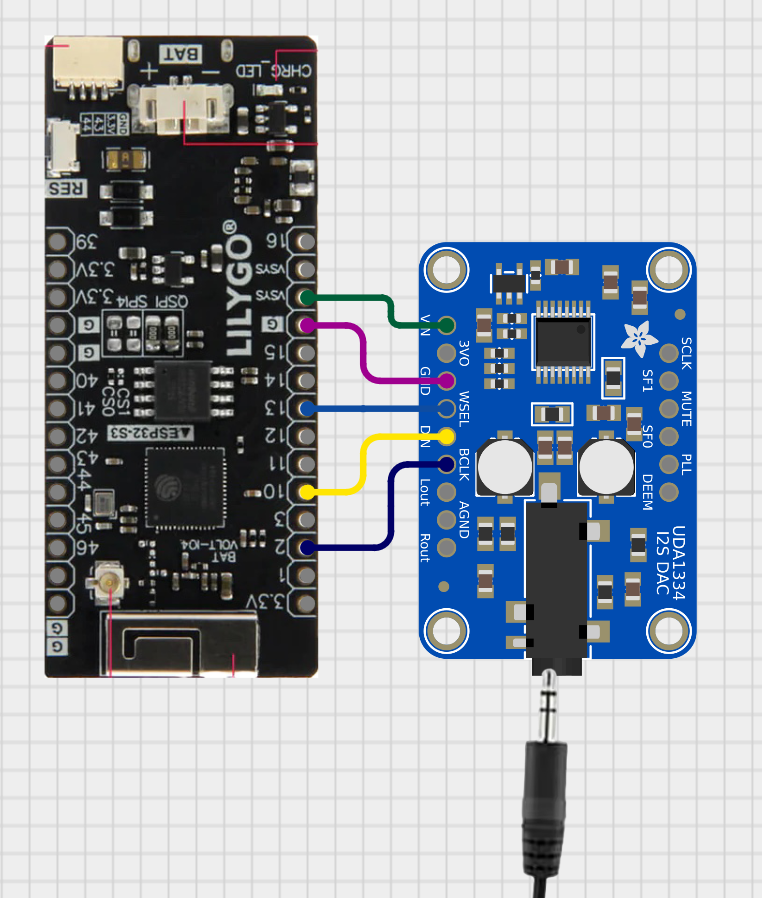 BAT
+ -
CHRG_LED
GND
3.3V
43
44
RES
LILYGO®
39
3.3V
3.3V
G
G
40
41
42
43
44
45
46
16
VSYS
VSYS
G
15
14
13
12
11
10
3
2
1
3.3V
QSPI SPI4
CS1
CS0
ESP32-S3
BAT
VOLT-IO4
G
G
VIN
3VO
GND
WSEL
DIN
BCLK
Lout
AGND
Rout
SCLK
SF1
MUTE
SF0
PLL
DEEM
UDA1334
I2S DAC